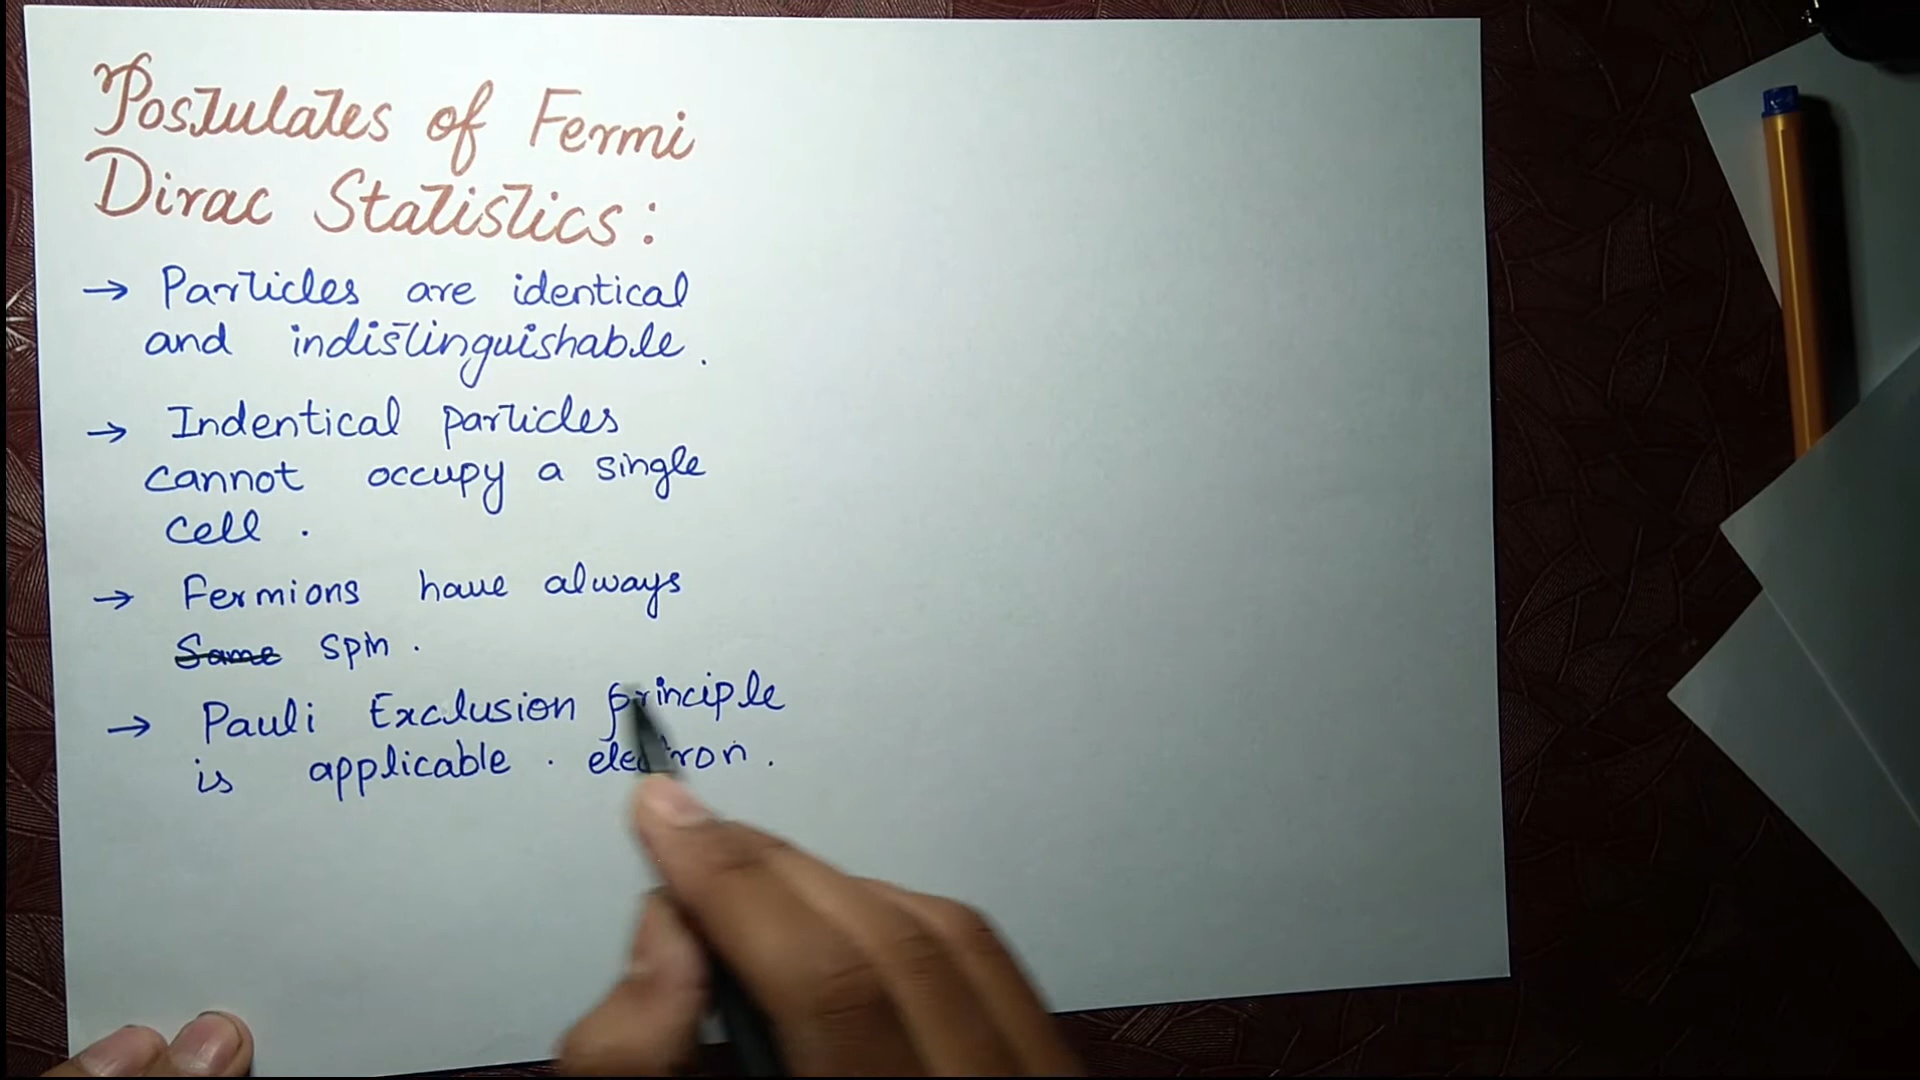 Postulates of Fermi
Dirac Statistics:
→ Particles are identical
and indistinguishable.
→ Indentical particles
cannot occupy a single
cell.
→ Fermions have always
Same spin.
→ Pauli Exclusion principle
is applicable. electron.